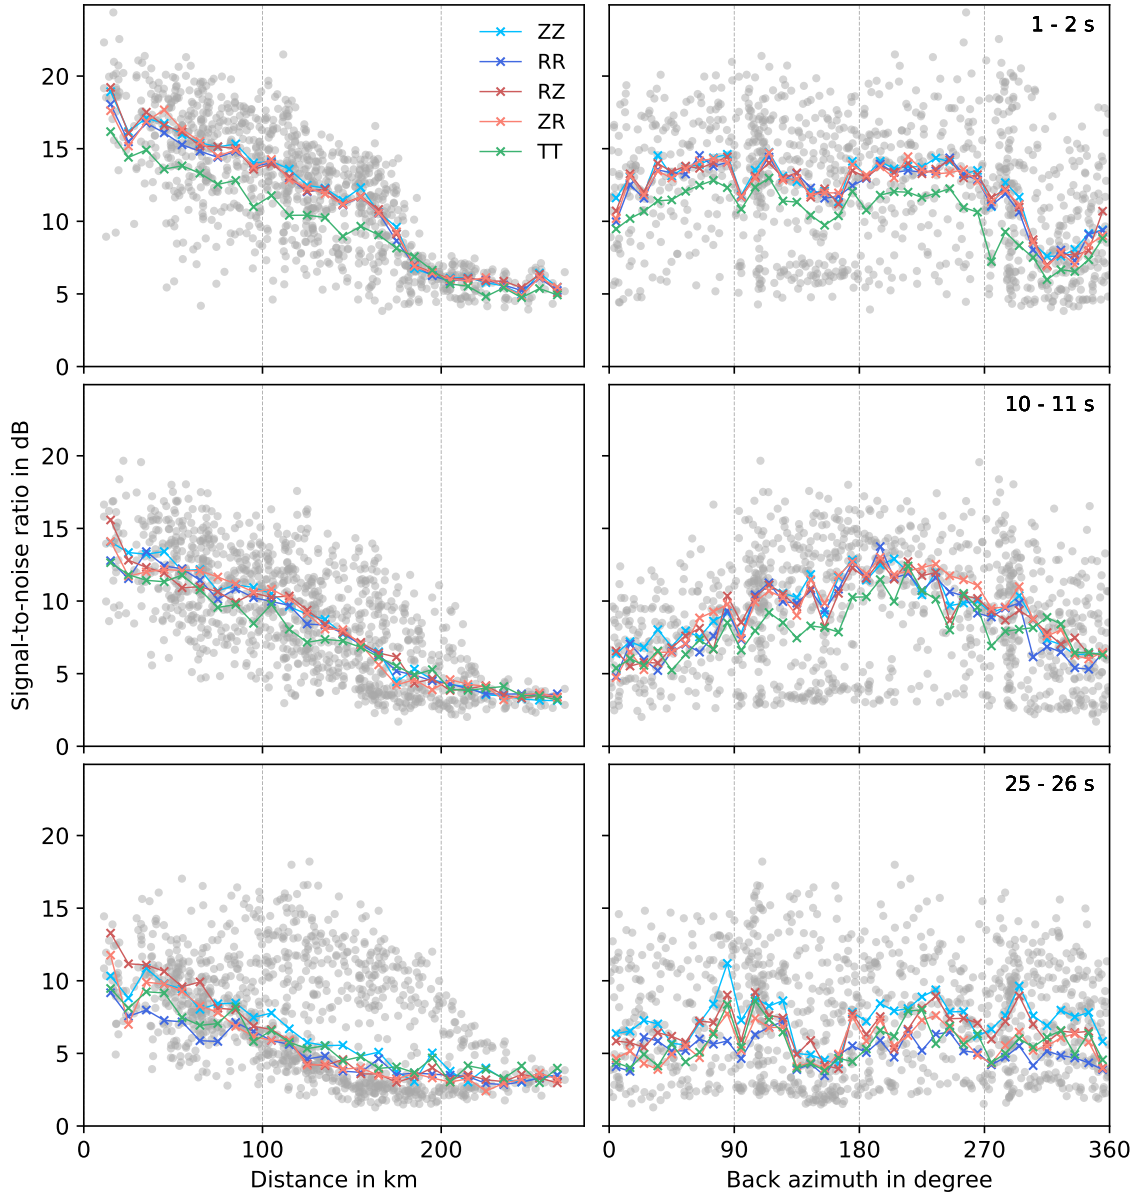 20
15
10
5
0
ZZ
RR
RZ
ZR
TT
1 - 2 s
Signal-to-noise ratio in dB
20
15
10
5
0
10 - 11 s
20
15
10
5
0
25 - 26 s
0 100 200
Distance in km
0 90 180 270 360
Back azimuth in degree